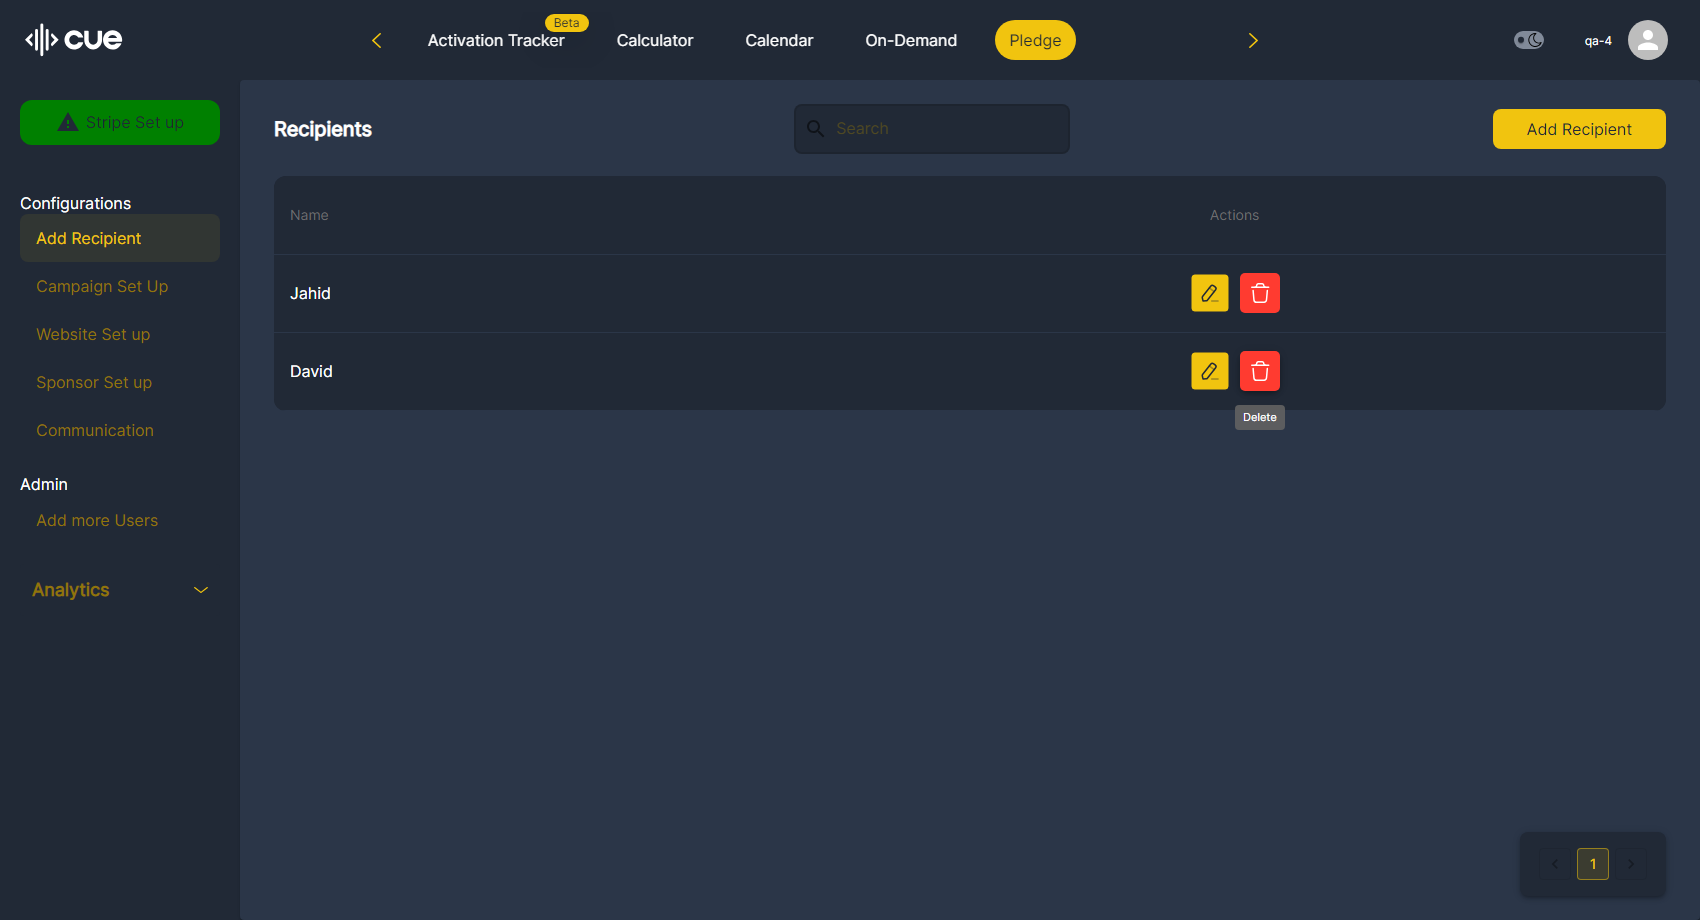 cue
Activation Tracker
Beta
Calculator
Calendar
On-Demand
Pledge
qa-4
Stripe Set up
Configurations
Add Recipient
Campaign Set Up
Website Set up
Sponsor Set up
Communication
Admin
Add more Users
Analytics
Recipients
Search
Add Recipient
Name
Actions
Jahid
David
Delete
1